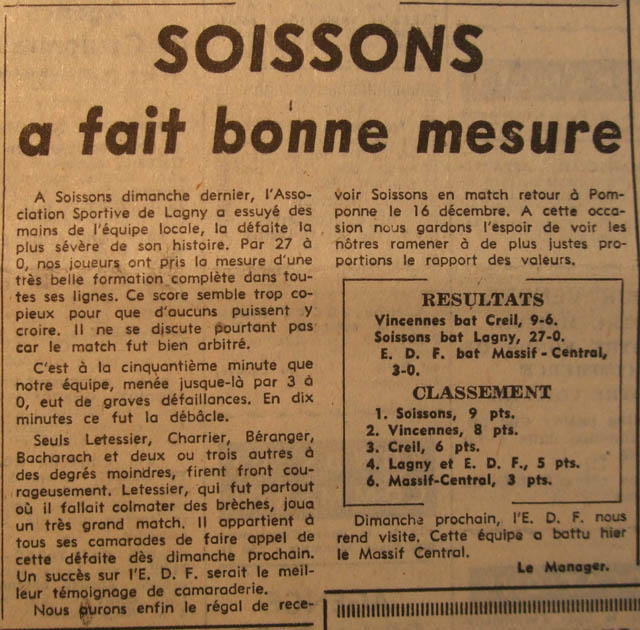 SOISSONS
a fait bonne mesure
A Soissons dimanche dernier, l'Asso-
ciation Sportive de Lagny a essuyé des
mains de l'équipe locale, la défaite la
plus sévère de son histoire. Par 27 à
0, nos joueurs ont pris la mesure d'une
très belle formation complète dans tou-
tes ses lignes. Ce score semble trop co-
pieux pour que d'aucuns puissent y
croire. Il ne se discute pourtant pas
car le match fut bien arbitré.
C'est à la cinquantième minute que
notre équipe, menée jusque-là par 3 à
0, eut de graves défaillances. En dix
minutes ce fut la débâcle.
Seuls Letessier, Charrier, Béranger,
Bacharach et deux ou trois autres à
des degrés moindres, firent front cou-
rageusement. Letessier, qui fut partout
où il fallait colmater des brèches, joua
un très grand match. Il appartient à
tous ses camarades de faire appel de
cette défaite dès dimanche prochain.
Un succès sur l'E. D. F. serait le meil-
leur témoignage de camaraderie.
Nous aurons enfin le régal de rece-
voir Soissons en match retour à Pom-
ponne le 16 décembre. A cette occa-
sion nous gardons l'espoir de voir les
nôtres ramener à de plus justes pro-
portions le rapport des valeurs.
RESULTATS
Vincennes bat Creil, 9-6.
Soissons bat Lagny, 27-0.
E. D. F. bat Massif-Central,
3-0.
CLASSEMENT
1. Soissons, 9 pts.
2. Vincennes, 8 pts.
3. Creil, 6 pts.
4. Lagny et E. D. F., 5 pts.
6. Massif-Central, 3 pts.
Dimanche prochain, l'E. D. F. nous
rend visite. Cette équipe a battu hier
le Massif Central.
Le Manager.